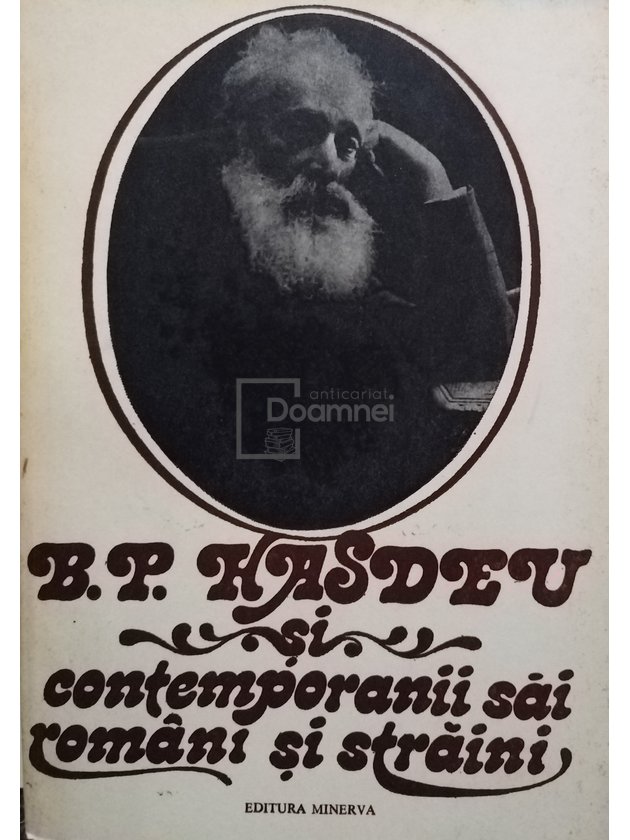 anticariat
Doamnei
B.P. HASDEU
și
contemporanii săi
români și străini
EDITURA MINERVA